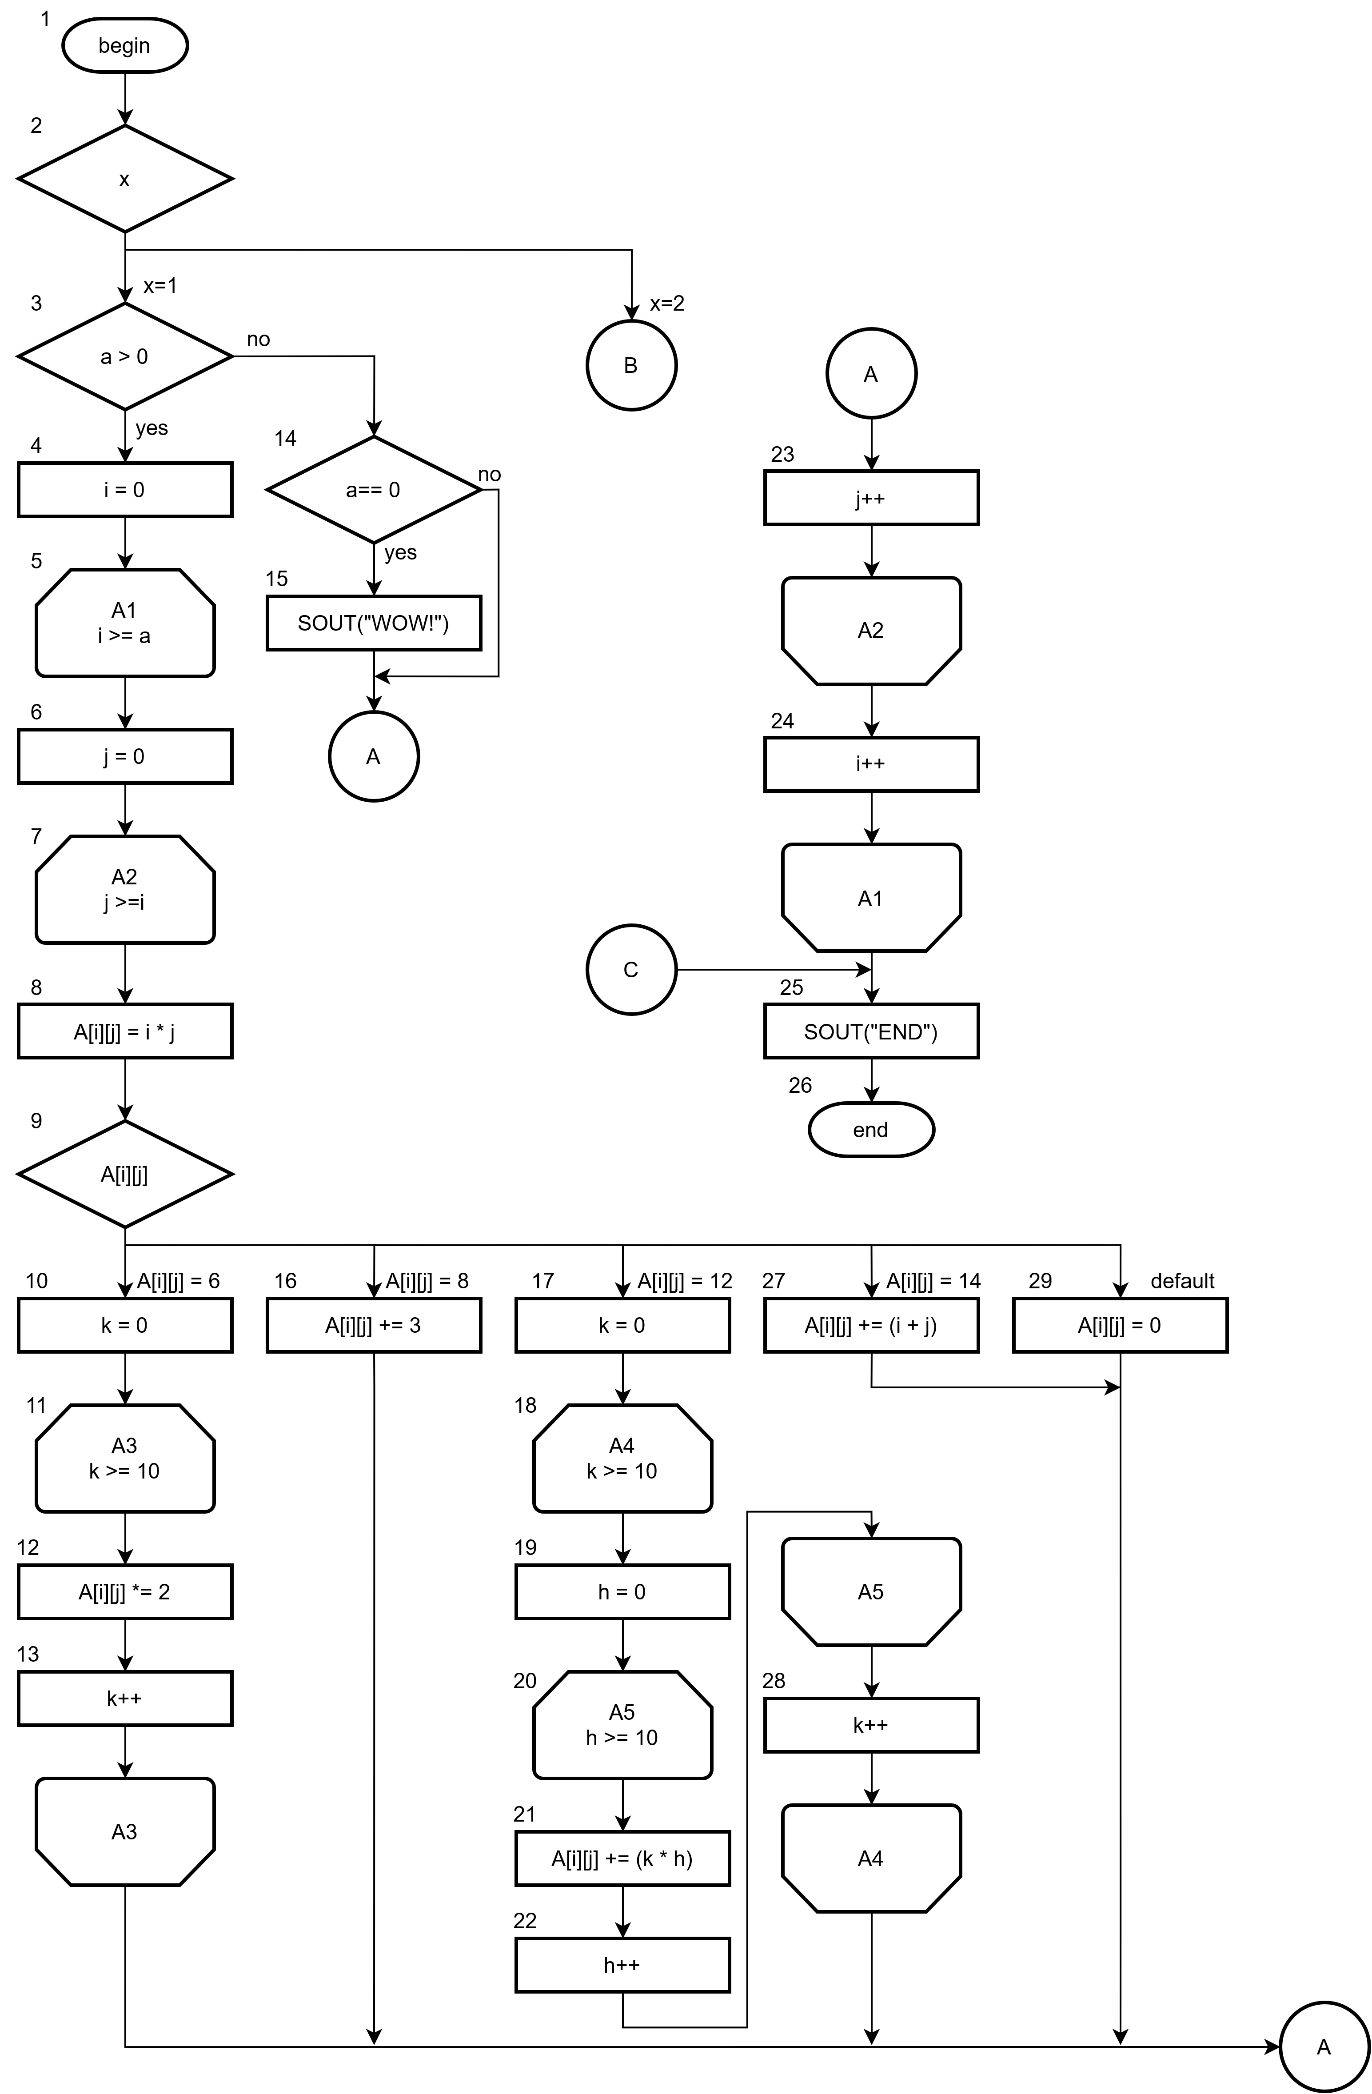 1
begin
2
x
x=1
x=2
3
a > 0
no
yes
B
A
4
i = 0
14
a== 0
no
yes
23
j++
5
A1
i >= a
15
SOUT("WOW!")
A2
6
j = 0
A
24
i++
7
A2
j >=i
A1
C
8
A[i][j] = i * j
25
SOUT("END")
26
end
9
A[i][j]
10
A[i][j] = 6
k = 0
16
A[i][j] = 8
A[i][j] += 3
17
A[i][j] = 12
k = 0
27
A[i][j] = 14
A[i][j] += (i + j)
29
default
A[i][j] = 0
11
A3
k >= 10
18
A4
k >= 10
12
A[i][j] *= 2
19
h = 0
A5
13
k++
20
A5
h >= 10
28
k++
A3
21
A[i][j] += (k * h)
A4
22
h++
A